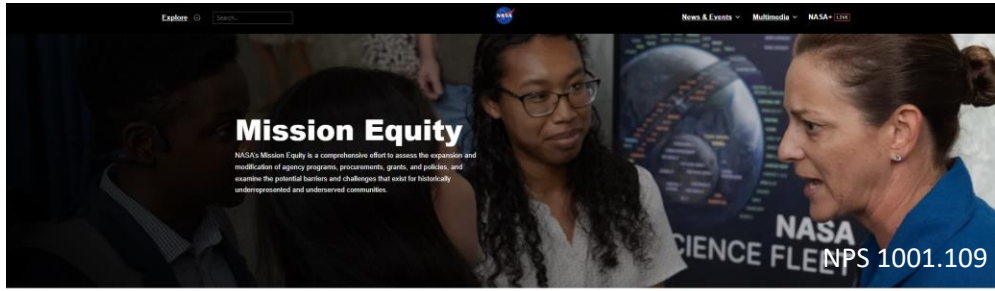 Explore
Search...
NASA
News & Events
Multimedia
NASA+ LIVE
Mission Equity
NASA's Mission Equity is a comprehensive effort to assess the expansion and
modification of agency programs, procurements, grants, and policies, and
examine the potential barriers and challenges that exist for historically
underrepresented and underserved communities.
NASA
SCIENCE FLEET
NPS 1001.109